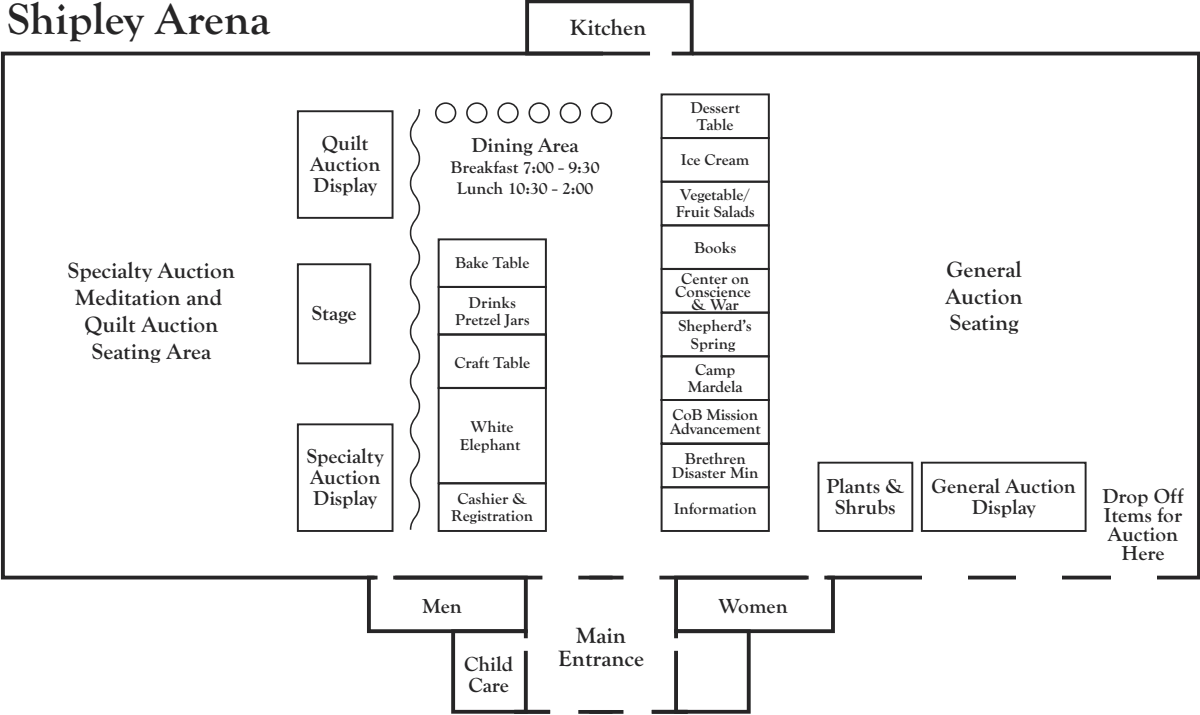 Shipley Arena
Kitchen
Quilt
Auction
Display
Dining Area
Breakfast 7:00 - 9:30
Lunch 10:30 - 2:00
Specialty Auction
Meditation and
Quilt Auction
Seating Area
Stage
Specialty
Auction
Display
Bake Table
Drinks
Pretzel Jars
Craft Table
White
Elephant
Cashier &
Registration
Dessert
Table
Ice Cream
Vegetable/
Fruit Salads
Books
Center on
Conscience
& War
Shepherd's
Spring
Camp
Mardela
CoB Mission
Advancement
Brethren
Disaster Min
Information
General
Auction
Seating
Plants &
Shrubs
General Auction
Display
Drop Off
Items for
Auction
Here
Men
Women
Main
Entrance
Child
Care